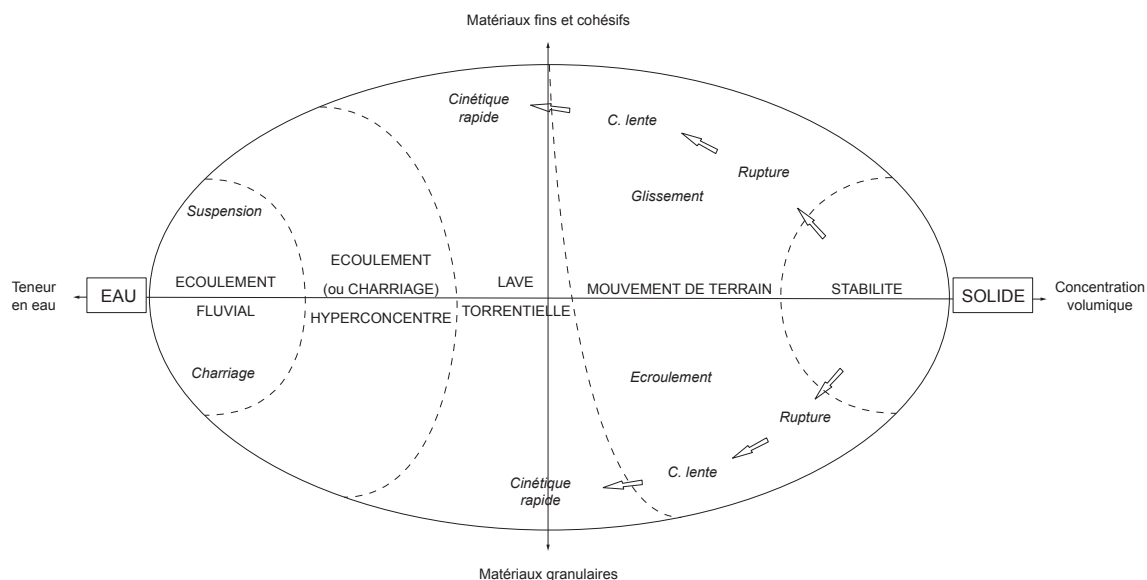 Matériaux fins et cohésifs
Cinétique
rapide
C. lente
Rupture
Glissement
Suspension
Teneur
en eau
EAU
ECOULEMENT
FLUVIAL
ECOULEMENT
(ou CHARRIAGE)
HYPERCONCENTRE
LAVE
TORRENTIELLE
MOUVEMENT DE TERRAIN
STABILITE
SOLIDE
Concentration
volumique
Charriage
Ecroulement
Rupture
C. lente
Cinétique
rapide
Matériaux granulaires